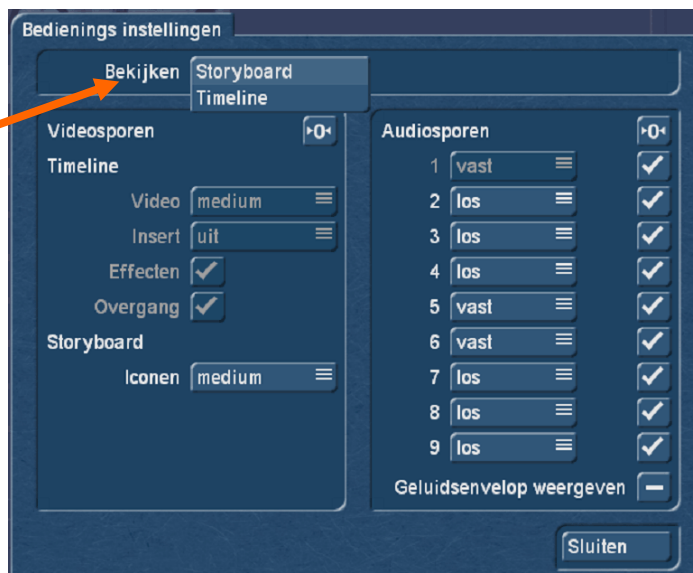 Bedienings instellingen
Bekijken Storyboard
Timeline
Videosporen ▸0◂
Timeline
Video medium
Insert uit
Effecten
Overgang
Storyboard
Iconen medium
Audiosporen ▸0◂
1 vast
2 los
3 los
4 los
5 vast
6 vast
7 los
8 los
9 los
Geluidsenvelop weergeven
Sluiten